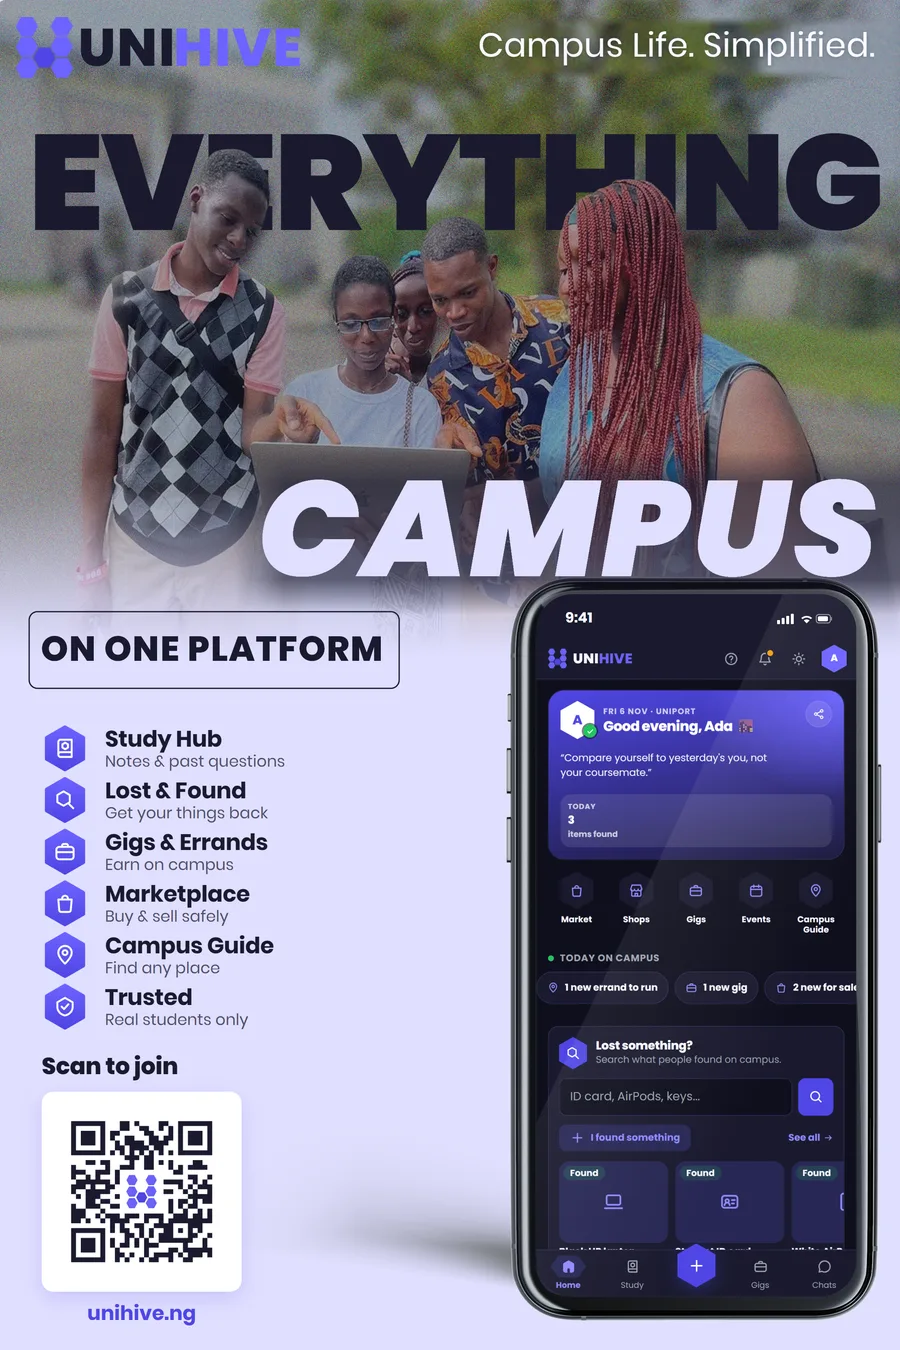 UNIHIVE
Campus Life. Simplified.
EVERYTHING
CAMPUS
ON ONE PLATFORM
Study Hub
Notes & past questions
Lost & Found
Get your things back
Gigs & Errands
Earn on campus
Marketplace
Buy & sell safely
Campus Guide
Find any place
Trusted
Real students only
Scan to join
unihive.ng
9:41
UNIHIVE
A
A
FRI 6 NOV · UNIPORT
Good evening, Ada
“Compare yourself to yesterday's you, not
your coursemate.”
TODAY
3
items found
Market
Shops
Gigs
Events
Campus
Guide
TODAY ON CAMPUS
1 new errand to run
1 new gig
2 new for sale
Lost something?
Search what people found on campus.
ID card, AirPods, keys...
+ I found something
See all →
Found
Found
Found
Home
Study
+
Gigs
Chats